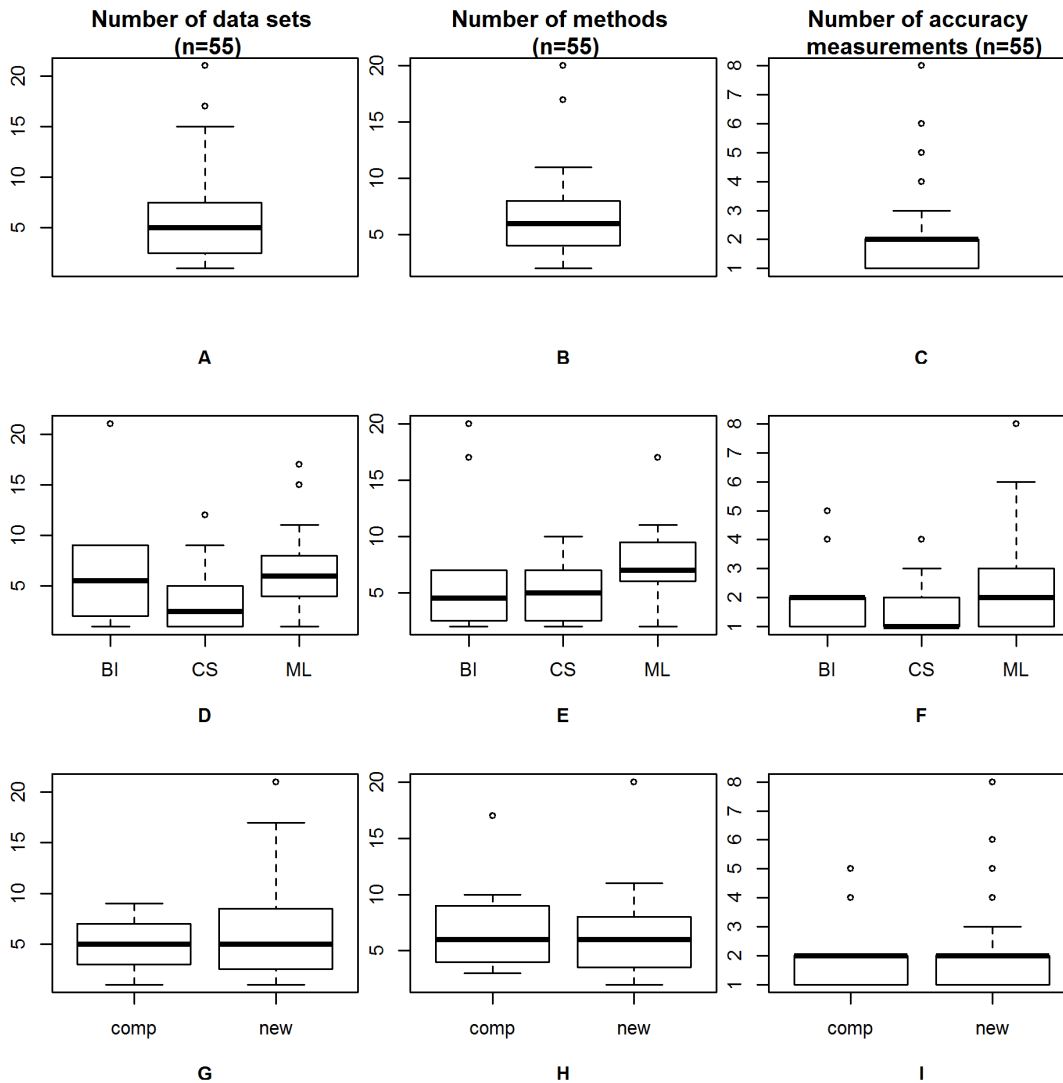 Number of data sets
(n=55)
Number of methods
(n=55)
Number of accuracy
measurements (n=55)
20
15
10
5
20
15
10
5
8
7
6
5
4
3
2
1
A
B
C
20
15
10
5
BI
CS
ML
20
15
10
5
BI
CS
ML
8
7
6
5
4
3
2
1
BI
CS
ML
D
E
F
20
15
10
5
comp
new
20
15
10
5
comp
new
8
7
6
5
4
3
2
1
comp
new
G
H
I